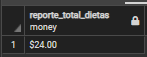 reporte_total_dietas
money
1 $24.00